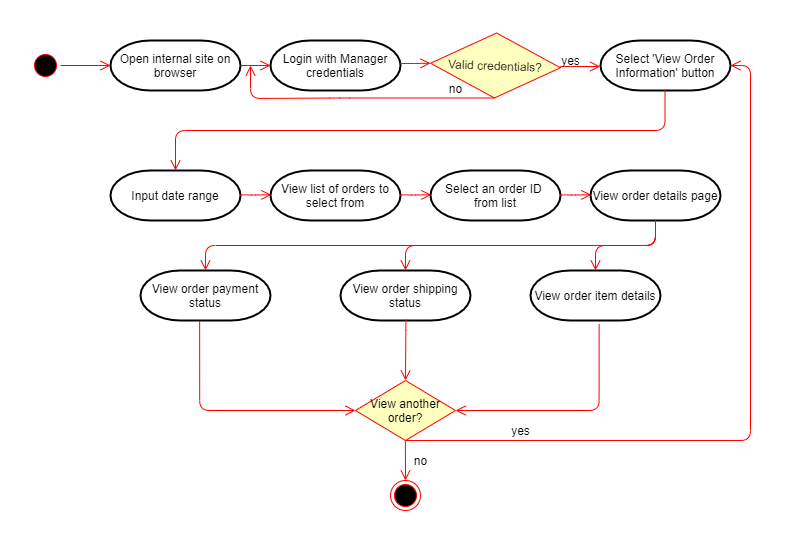 Open internal site on
browser
Login with Manager
credentials
Valid credentials?
yes
Select 'View Order
Information' button
no
Input date range
View list of orders to
select from
Select an order ID
from list
View order details page
View order payment
status
View order shipping
status
View order item details
View another
order?
yes
no